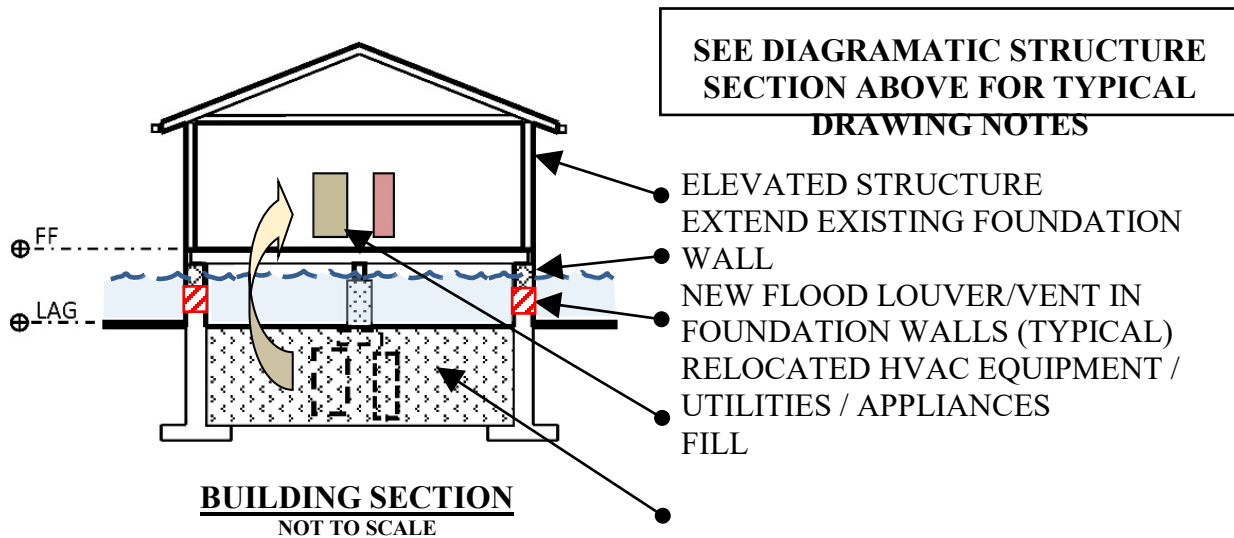 SEE DIAGRAMATIC STRUCTURE
SECTION ABOVE FOR TYPICAL
DRAWING NOTES
ELEVATED STRUCTURE
EXTEND EXISTING FOUNDATION
WALL
NEW FLOOD LOUVER/VENT IN
FOUNDATION WALLS (TYPICAL)
RELOCATED HVAC EQUIPMENT /
UTILITIES / APPLIANCES
FILL
FF
LAG
BUILDING SECTION
NOT TO SCALE